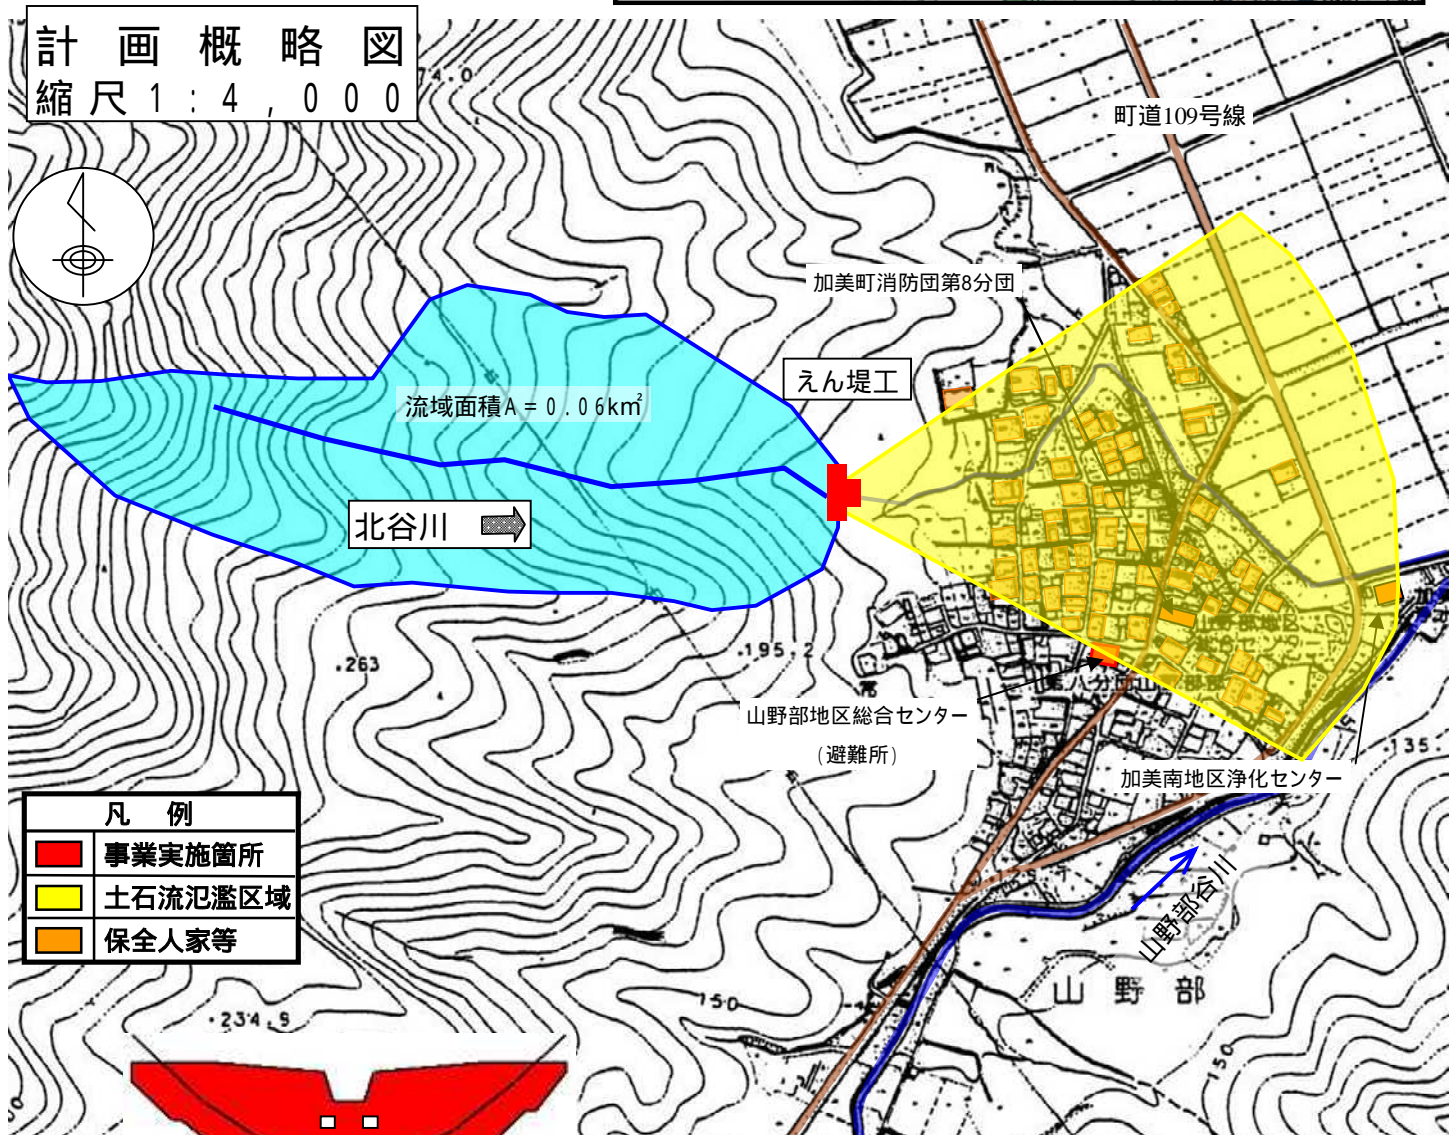 計画概略図
縮尺1:4,000
74.0
町道109号線
加美町消防団第8分団
えん堤工
流域面積A=0.06km²
北谷川
.263
.195.2
山野部地区総合センター
(避難所)
加美南地区浄化センター
.135.
凡例
事業実施箇所
土石流氾濫区域
保全人家等
山野部谷川
山野部
150
150
.234.9